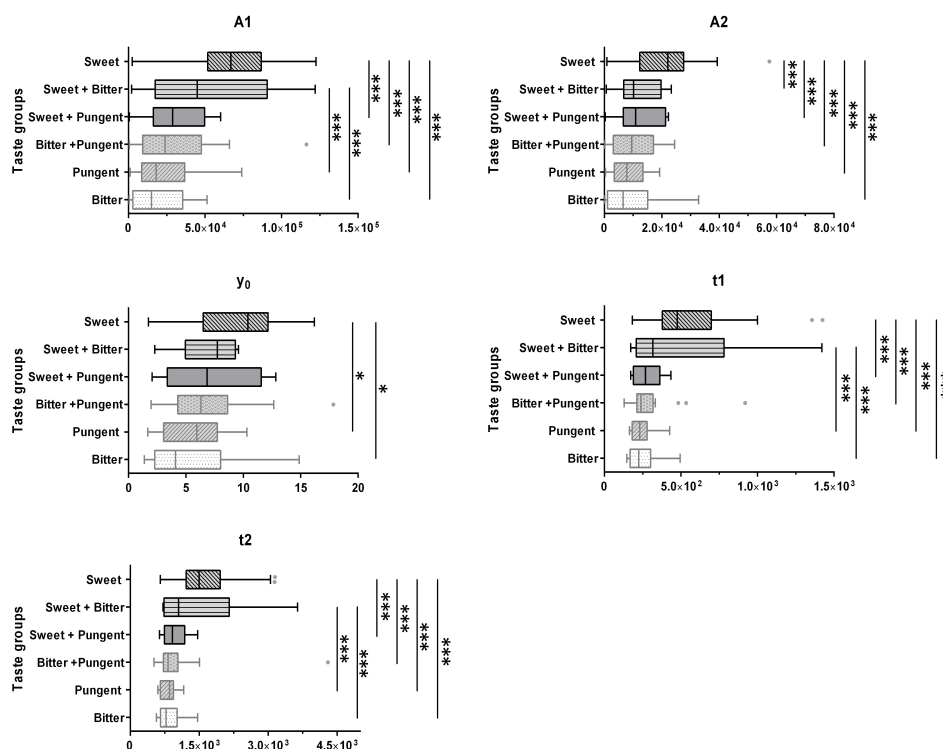 A1
Taste groups
Sweet
Sweet + Bitter
Sweet + Pungent
Bitter +Pungent
Pungent
Bitter
*** *** *** *** *** ***
0 5.0×10⁴ 1.0×10⁵ 1.5×10⁵
A2
Taste groups
Sweet
Sweet + Bitter
Sweet + Pungent
Bitter +Pungent
Pungent
Bitter
*** *** *** *** ***
0 2.0×10⁴ 4.0×10⁴ 6.0×10⁴ 8.0×10⁴
y₀
Taste groups
Sweet
Sweet + Bitter
Sweet + Pungent
Bitter +Pungent
Pungent
Bitter
* *
0 5 10 15 20
t1
Taste groups
Sweet
Sweet + Bitter
Sweet + Pungent
Bitter +Pungent
Pungent
Bitter
*** *** *** *** ***
0 5.0×10² 1.0×10³ 1.5×10³
t2
Taste groups
Sweet
Sweet + Bitter
Sweet + Pungent
Bitter +Pungent
Pungent
Bitter
*** *** *** *** *** ***
0 1.5×10³ 3.0×10³ 4.5×10³